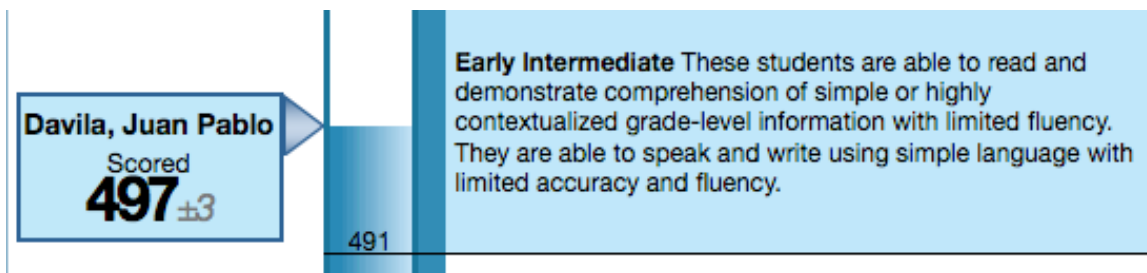 Davila, Juan Pablo
Scored
497±3
491
Early Intermediate These students are able to read and
demonstrate comprehension of simple or highly
contextualized grade-level information with limited fluency.
They are able to speak and write using simple language with
limited accuracy and fluency.